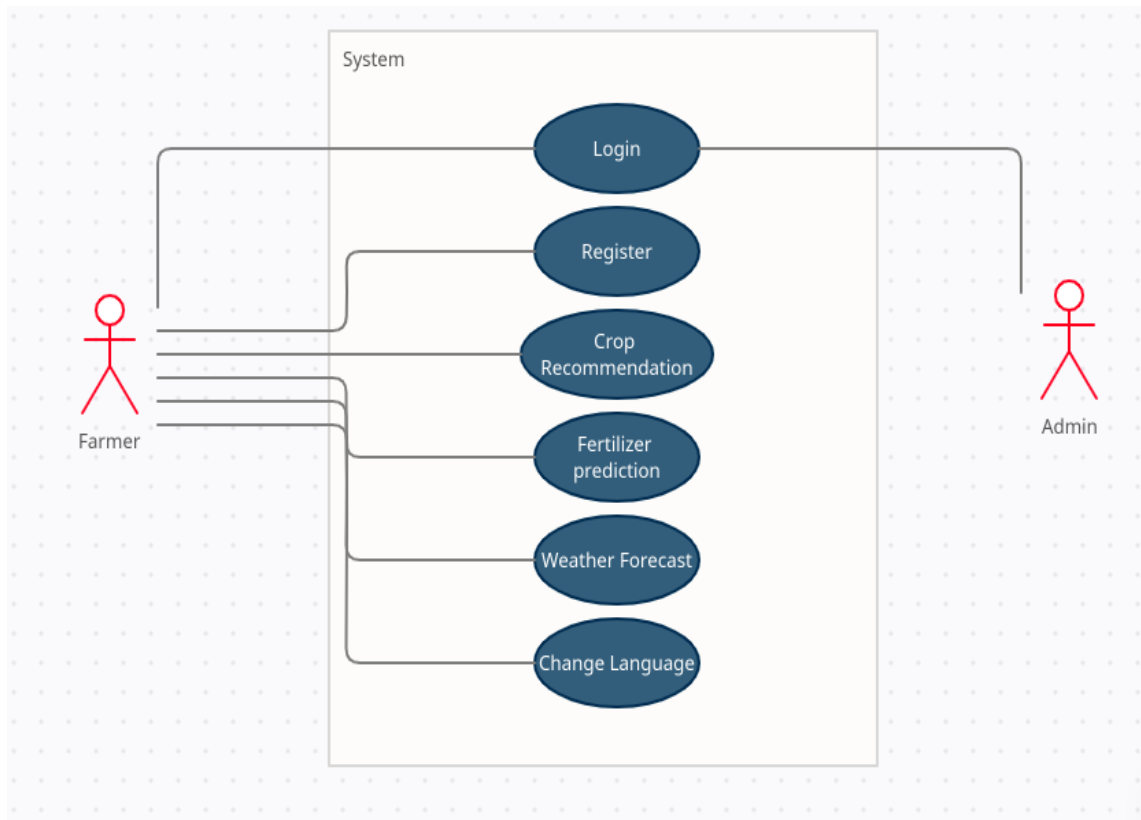 System
Login
Register
Crop
Recommendation
Fertilizer
prediction
Weather Forecast
Change Language
Farmer
Admin